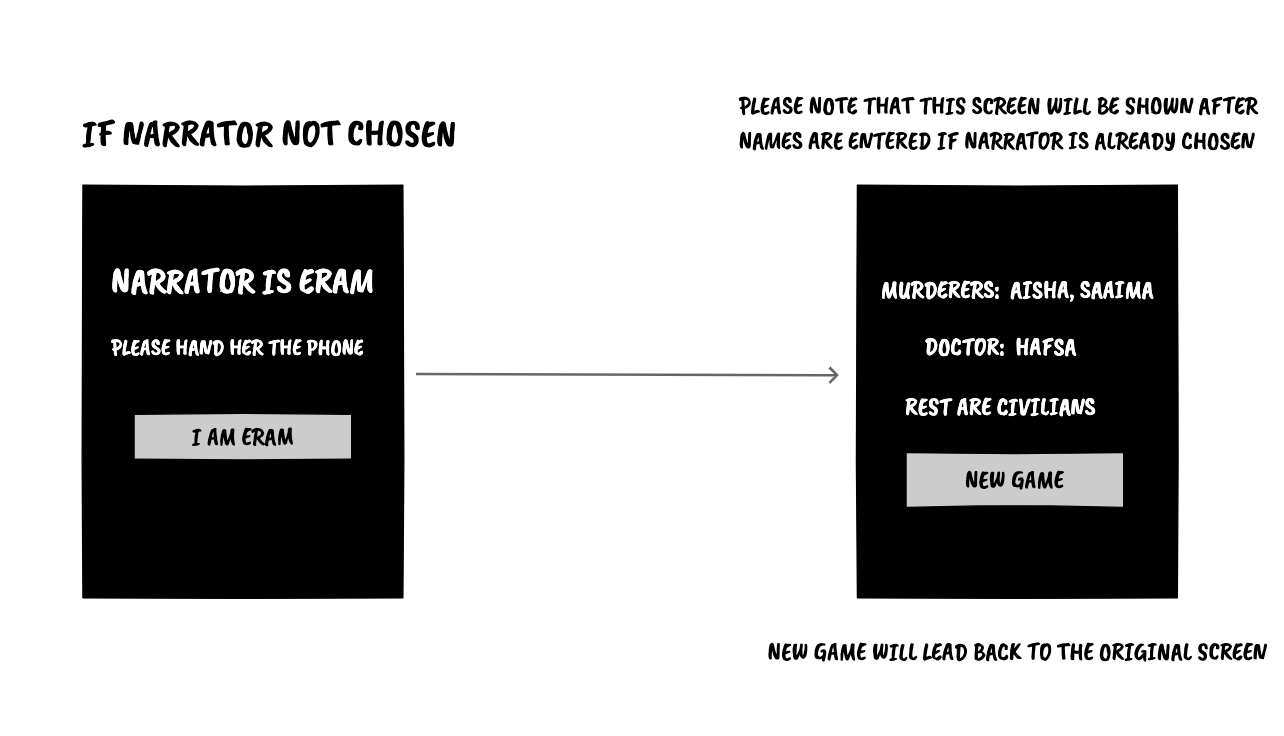 IF NARRATOR NOT CHOSEN
NARRATOR IS ERAM
PLEASE HAND HER THE PHONE
I AM ERAM
PLEASE NOTE THAT THIS SCREEN WILL BE SHOWN AFTER
NAMES ARE ENTERED IF NARRATOR IS ALREADY CHOSEN
MURDERERS: AISHA, SAAIMA
DOCTOR: HAFSA
REST ARE CIVILIANS
NEW GAME
NEW GAME WILL LEAD BACK TO THE ORIGINAL SCREEN